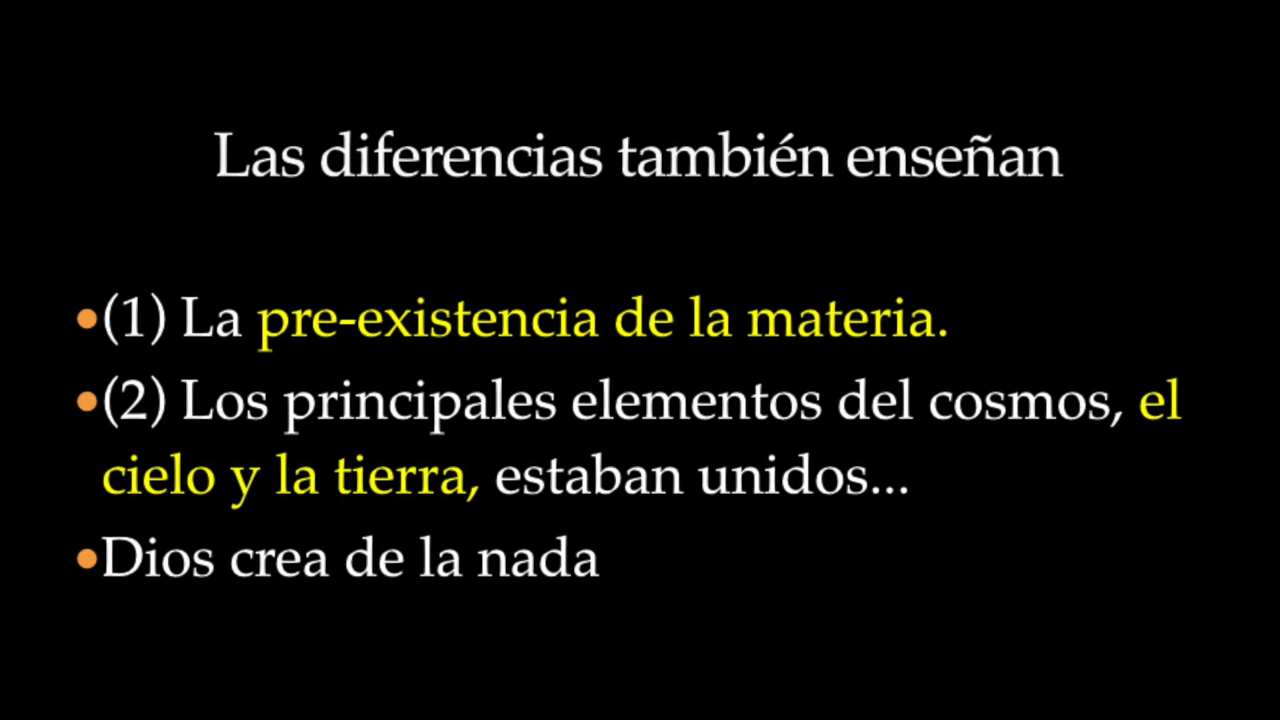 Las diferencias también enseñan
•(1) La pre-existencia de la materia.
•(2) Los principales elementos del cosmos, el
cielo y la tierra, estaban unidos...
•Dios crea de la nada